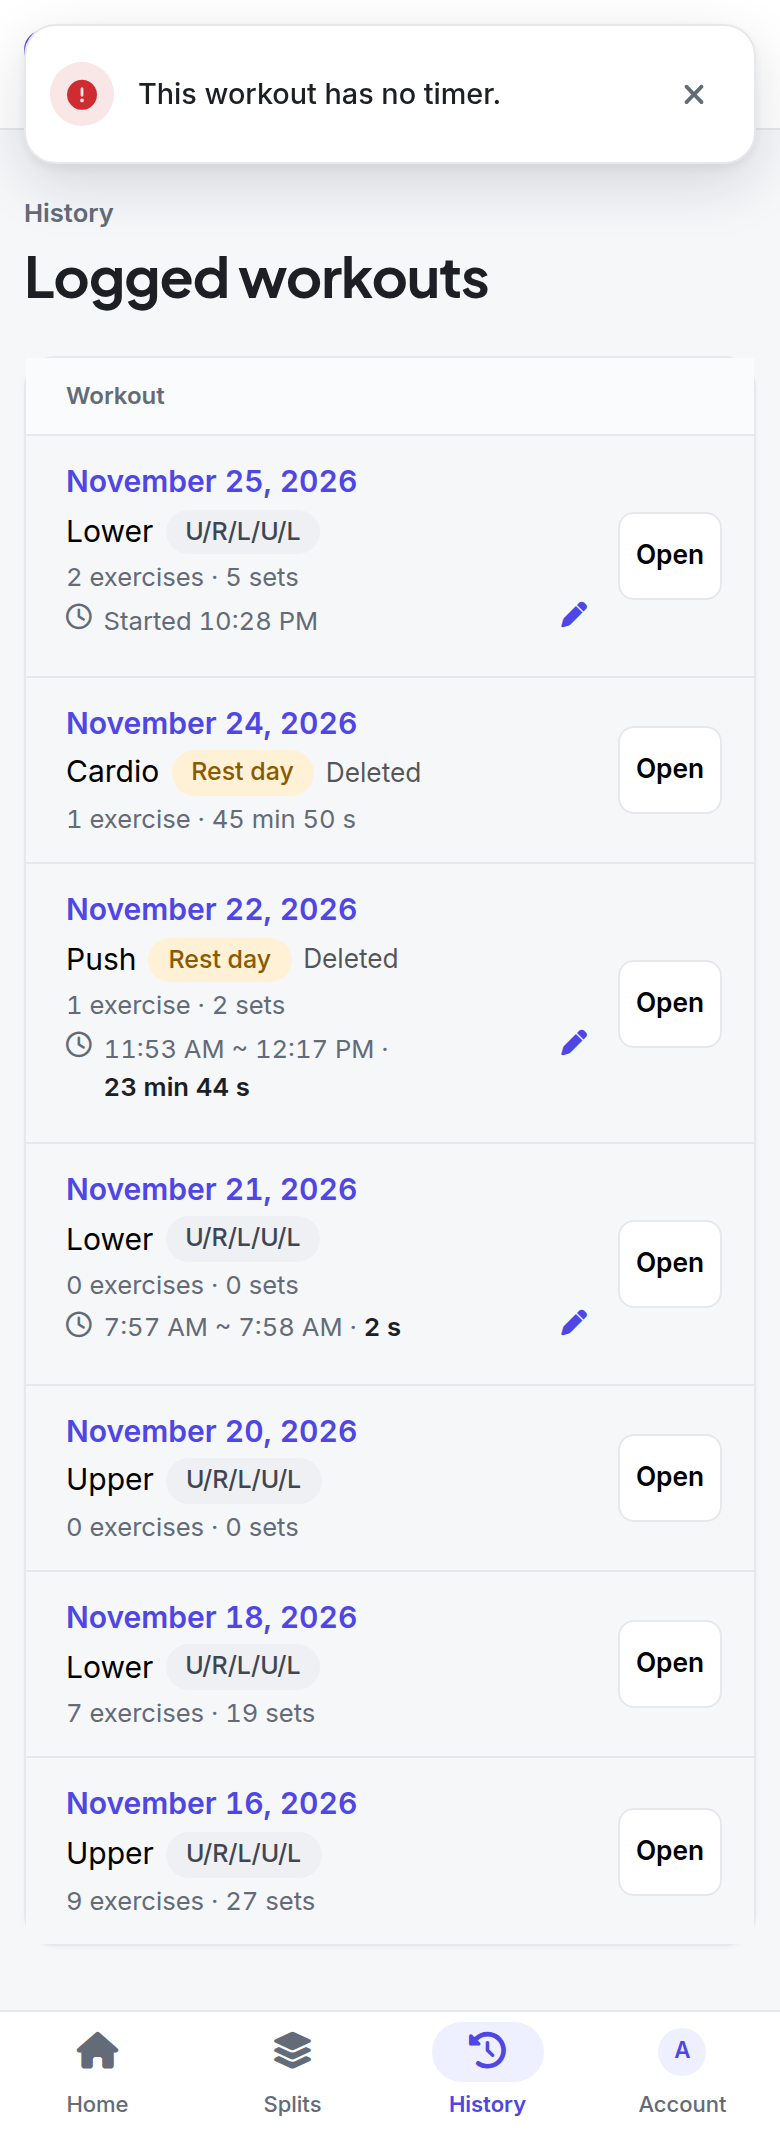 This workout has no timer.
History
Logged workouts
Workout
November 25, 2026
Lower U/R/L/U/L
2 exercises · 5 sets
Started 10:28 PM
Open
November 24, 2026
Cardio Rest day Deleted
1 exercise · 45 min 50 s
Open
November 22, 2026
Push Rest day Deleted
1 exercise · 2 sets
11:53 AM ~ 12:17 PM ·
23 min 44 s
Open
November 21, 2026
Lower U/R/L/U/L
0 exercises · 0 sets
7:57 AM ~ 7:58 AM · 2 s
Open
November 20, 2026
Upper U/R/L/U/L
0 exercises · 0 sets
Open
November 18, 2026
Lower U/R/L/U/L
7 exercises · 19 sets
Open
November 16, 2026
Upper U/R/L/U/L
9 exercises · 27 sets
Open
A
Home Splits History Account